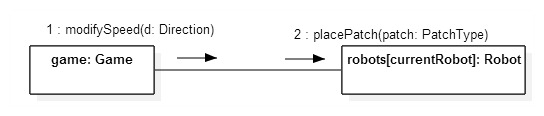 1 : modifySpeed(d: Direction)
2 : placePatch(patch: PatchType)
game: Game
robots[currentRobot]: Robot